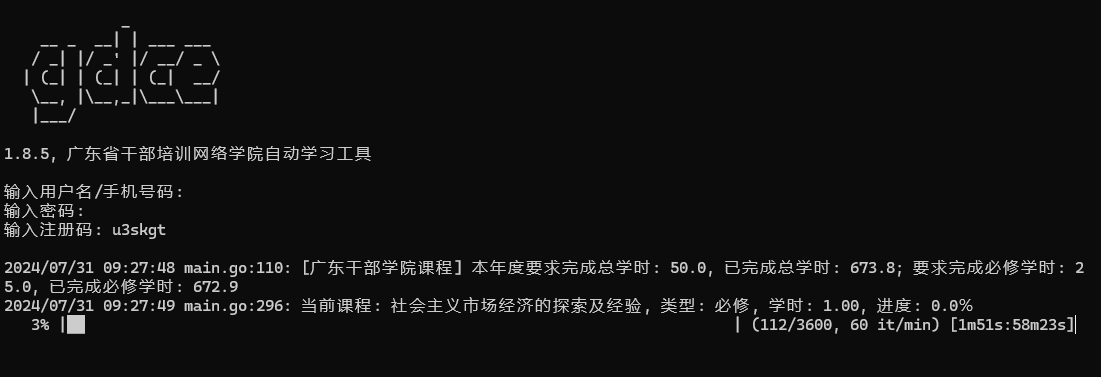 gdce
1.8.5, 广东省干部培训网络学院自动学习工具
输入用户名/手机号码:
输入密码:
输入注册码: u3skgt
2024/07/31 09:27:48 main.go:110: [广东干部学院课程] 本年度要求完成总学时: 50.0, 已完成总学时: 673.8; 要求完成必修学时: 2
5.0, 已完成必修学时: 672.9
2024/07/31 09:27:49 main.go:296: 当前课程: 社会主义市场经济的探索及经验, 类型: 必修, 学时: 1.00, 进度: 0.0%
3% |██ | (112/3600, 60 it/min) [1m51s:58m23s]